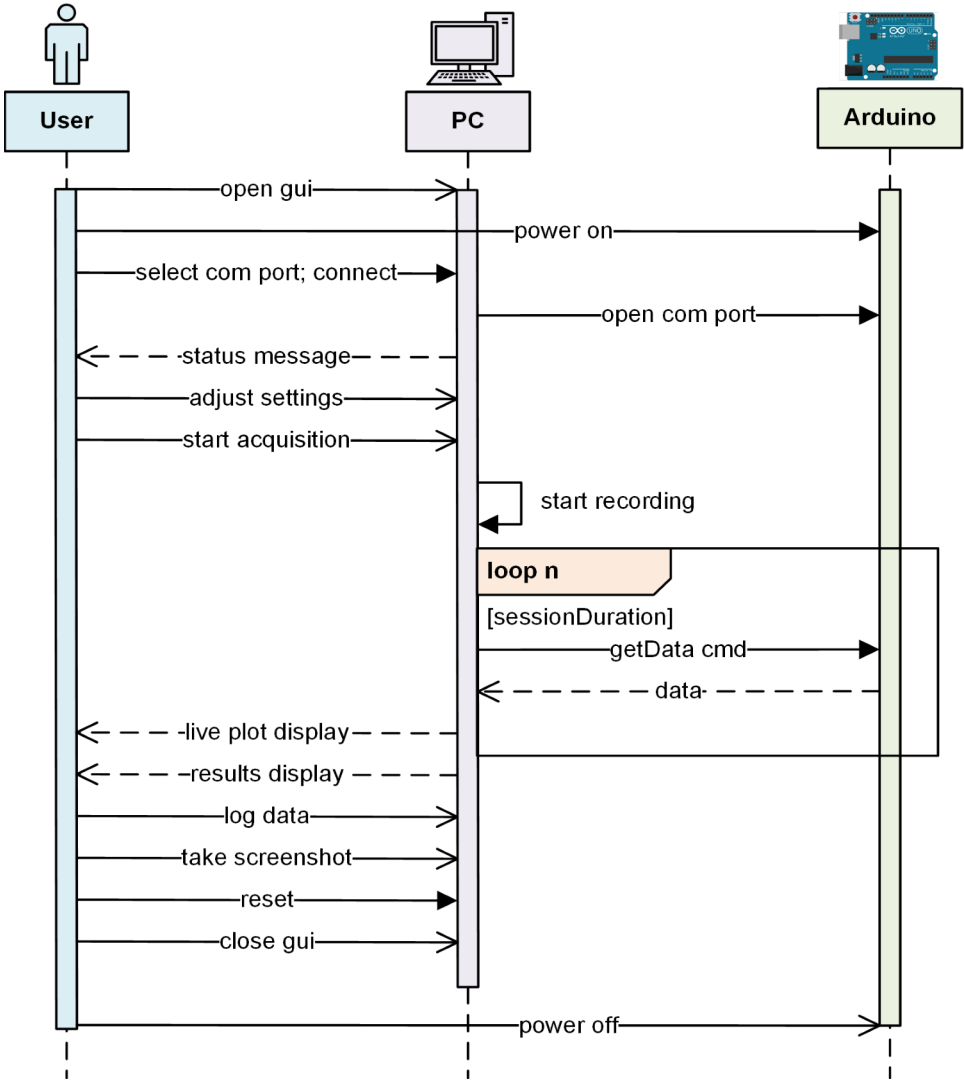 User
PC
Arduino
open gui
power on
select com port; connect
open com port
status message
adjust settings
start acquisition
start recording
loop n
[sessionDuration]
getData cmd
data
live plot display
results display
log data
take screenshot
reset
close gui
power off